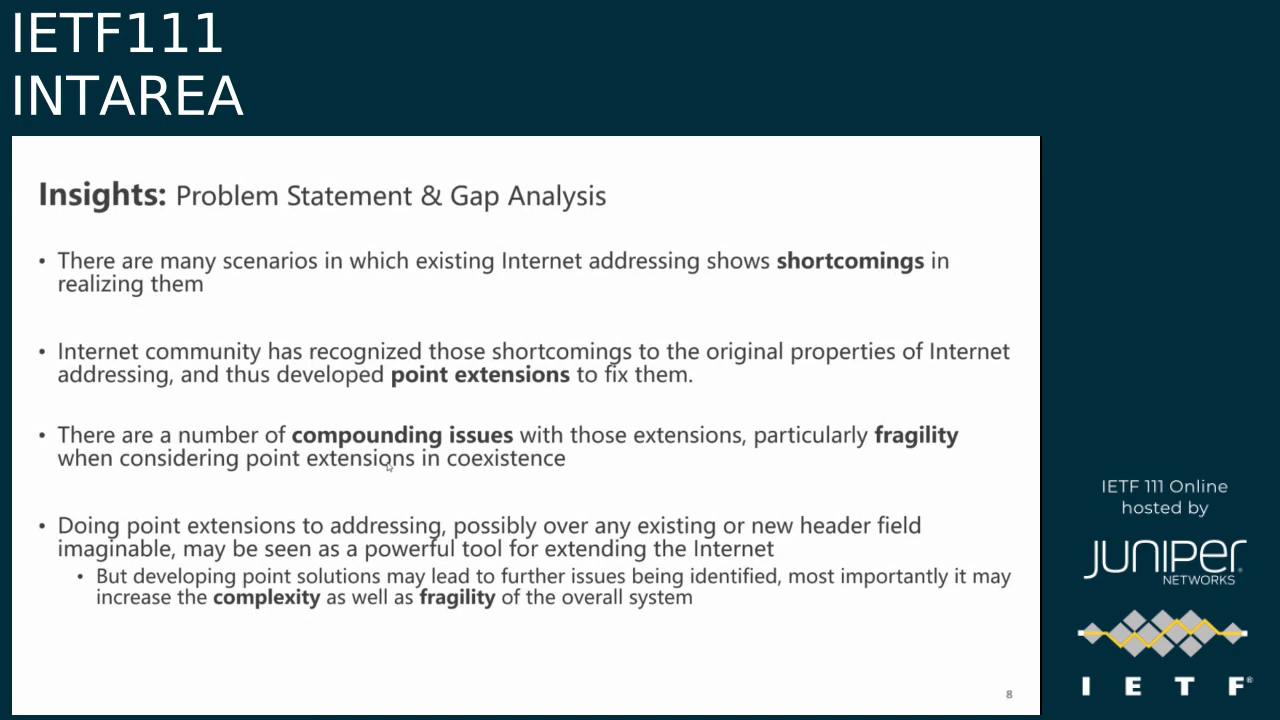 IETF111
INTAREA
Insights: Problem Statement & Gap Analysis
• There are many scenarios in which existing Internet addressing shows shortcomings in
realizing them
• Internet community has recognized those shortcomings to the original properties of Internet
addressing, and thus developed point extensions to fix them.
• There are a number of compounding issues with those extensions, particularly fragility
when considering point extensions in coexistence
• Doing point extensions to addressing, possibly over any existing or new header field
imaginable, may be seen as a powerful tool for extending the Internet
• But developing point solutions may lead to further issues being identified, most importantly it may
increase the complexity as well as fragility of the overall system
8
IETF 111 Online
hosted by
JUNIPER
NETWORKS
I E T F®